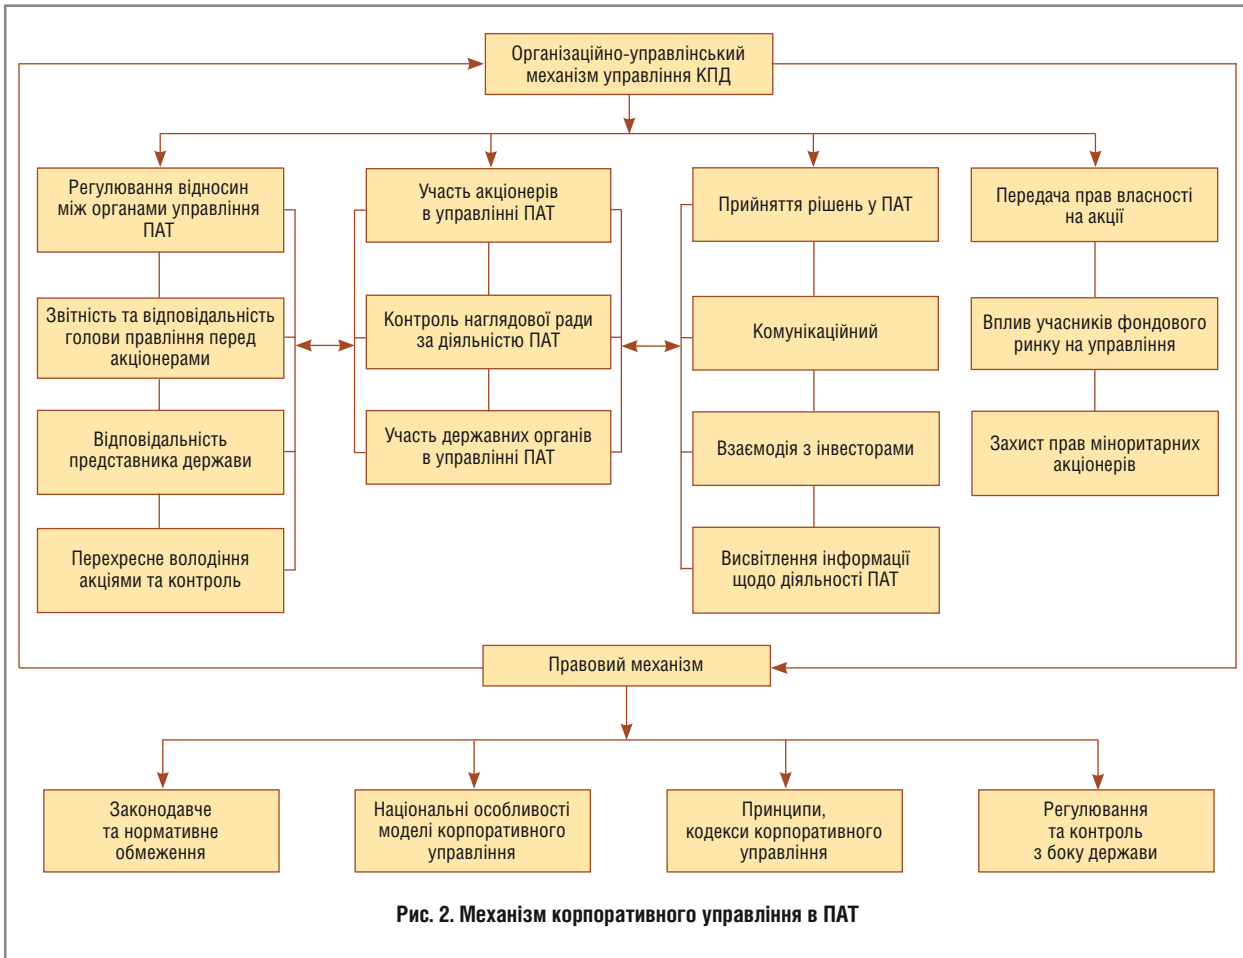 Організаційно-управлінський
механізм управління КПД
Регулювання відносин
між органами управління
ПАТ
Участь акціонерів
в управлінні ПАТ
Прийняття рішень у ПАТ
Передача прав власності
на акції
Звітність та відповідальність
голови правління перед
акціонерами
Контроль наглядової ради
за діяльністю ПАТ
Комунікаційний
Вплив учасників фондового
ринку на управління
Відповідальність
представника держави
Участь державних органів
в управлінні ПАТ
Взаємодія з інвесторами
Захист прав міноритарних
акціонерів
Перехресне володіння
акціями та контроль
Висвітлення інформації
щодо діяльності ПАТ
Правовий механізм
Законодавче
та нормативне
обмеження
Національні особливості
моделі корпоративного
управління
Принципи,
кодекси корпоративного
управління
Регулювання
та контроль
з боку держави
Рис. 2. Механізм корпоративного управління в ПАТ